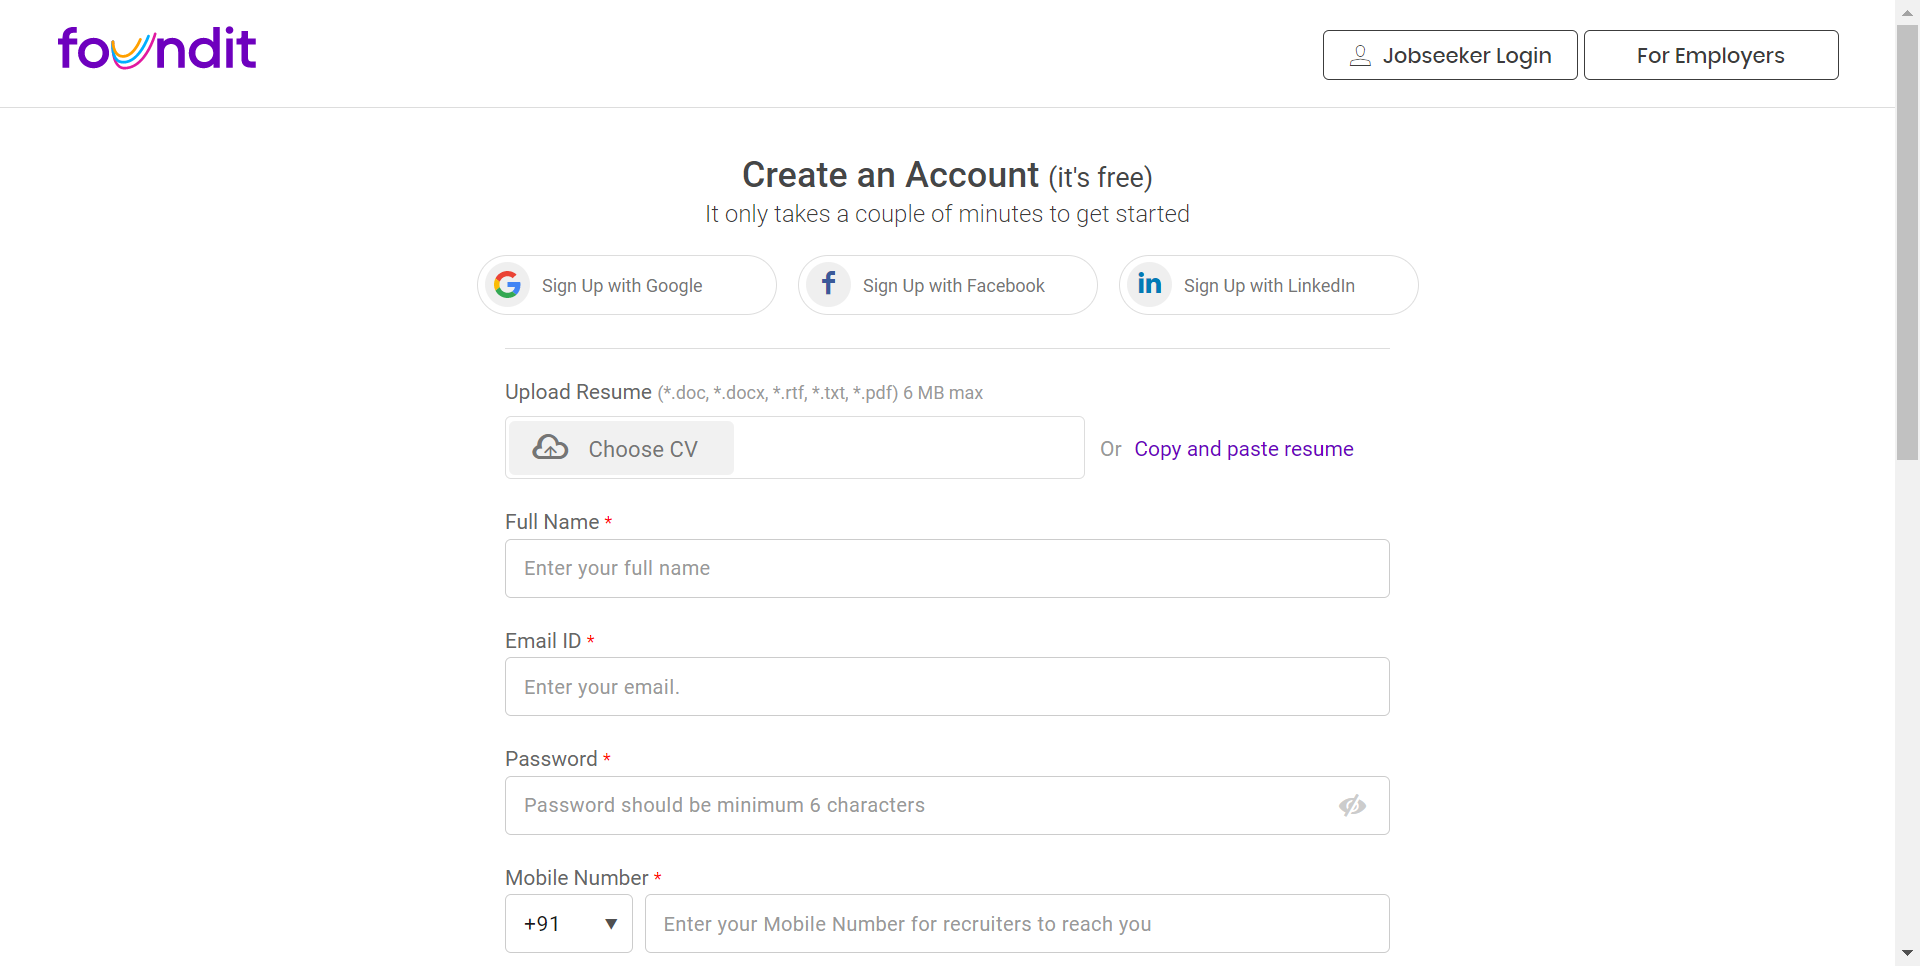 foundit
Jobseeker Login
For Employers
Create an Account (it's free)
It only takes a couple of minutes to get started
Sign Up with Google
Sign Up with Facebook
Sign Up with LinkedIn
Upload Resume (*.doc, *.docx, *.rtf, *.txt, *.pdf) 6 MB max
Choose CV
Or Copy and paste resume
Full Name *
Enter your full name
Email ID *
Enter your email.
Password *
Password should be minimum 6 characters
Mobile Number *
+91
Enter your Mobile Number for recruiters to reach you